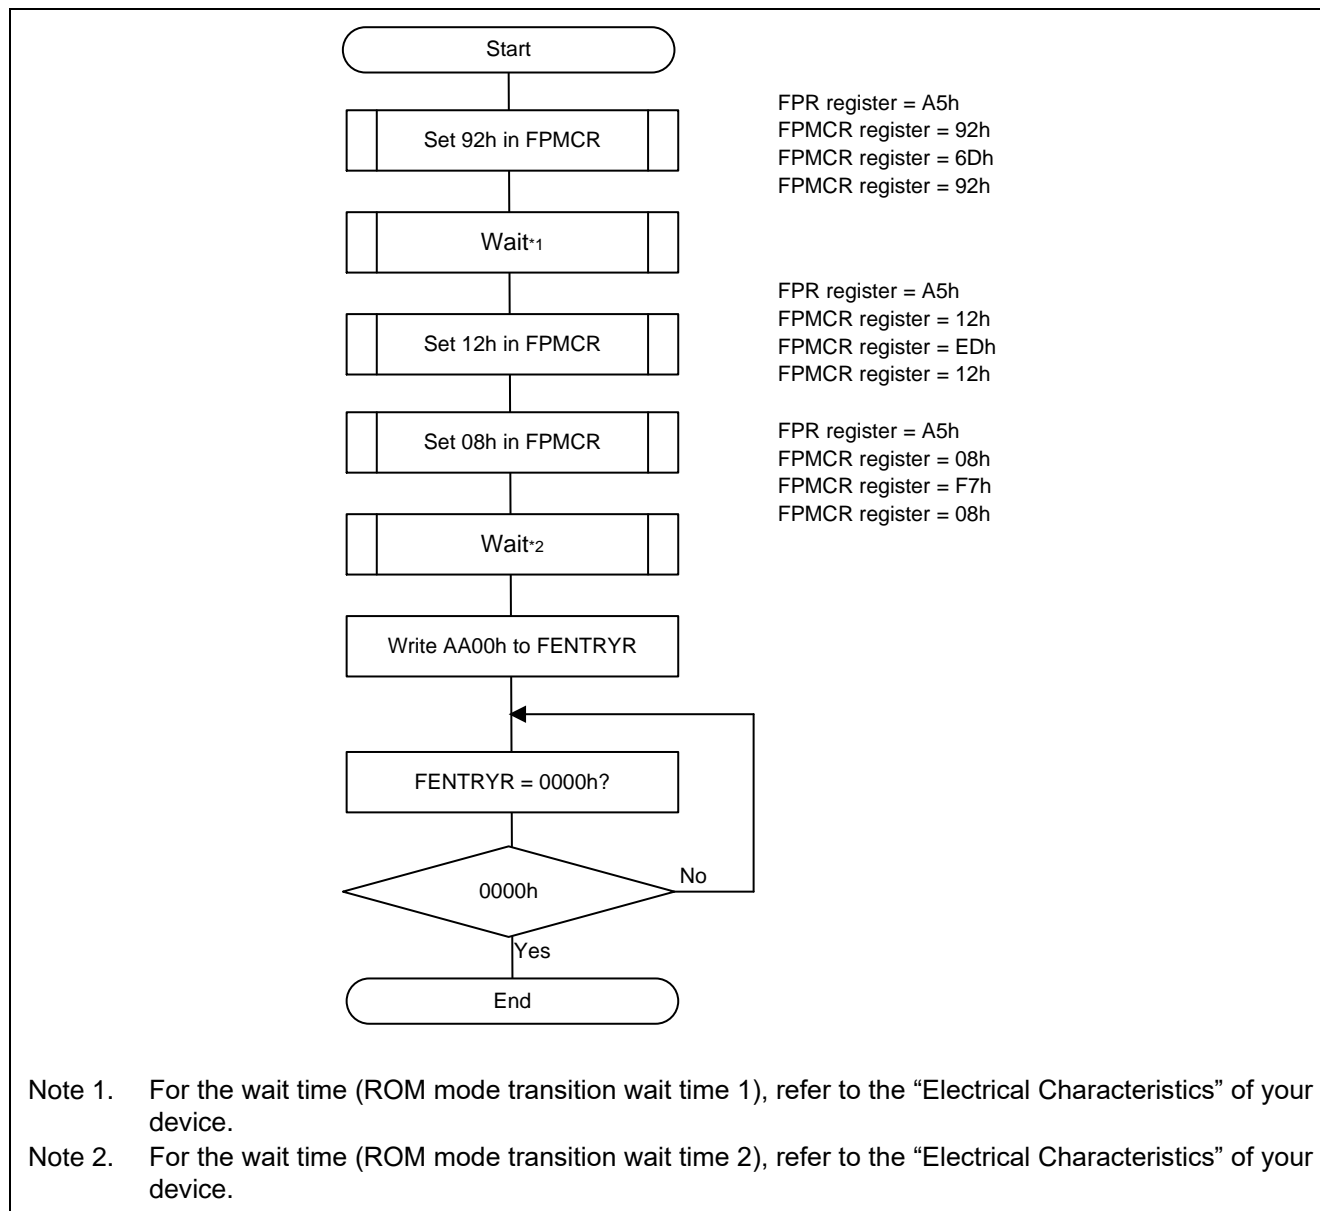 Start
Set 92h in FPMCR
FPR register = A5h
FPMCR register = 92h
FPMCR register = 6Dh
FPMCR register = 92h
Wait*1
Set 12h in FPMCR
FPR register = A5h
FPMCR register = 12h
FPMCR register = EDh
FPMCR register = 12h
Set 08h in FPMCR
FPR register = A5h
FPMCR register = 08h
FPMCR register = F7h
FPMCR register = 08h
Wait*2
Write AA00h to FENTRYR
FENTRYR = 0000h?
0000h
No
Yes
End
Note 1. For the wait time (ROM mode transition wait time 1), refer to the “Electrical Characteristics” of your
device.
Note 2. For the wait time (ROM mode transition wait time 2), refer to the “Electrical Characteristics” of your
device.